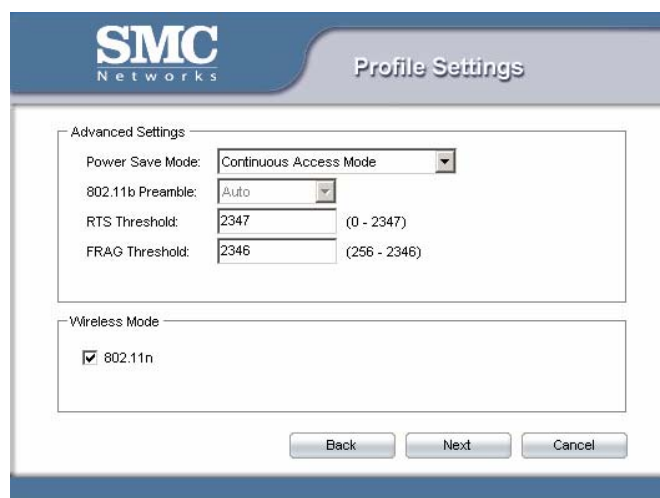 SMC
Networks
Profile Settings
Advanced Settings
Power Save Mode: Continuous Access Mode
802.11b Preamble: Auto
RTS Threshold: 2347 (0 - 2347)
FRAG Threshold: 2346 (256 - 2346)
Wireless Mode
802.11n
Back Next Cancel